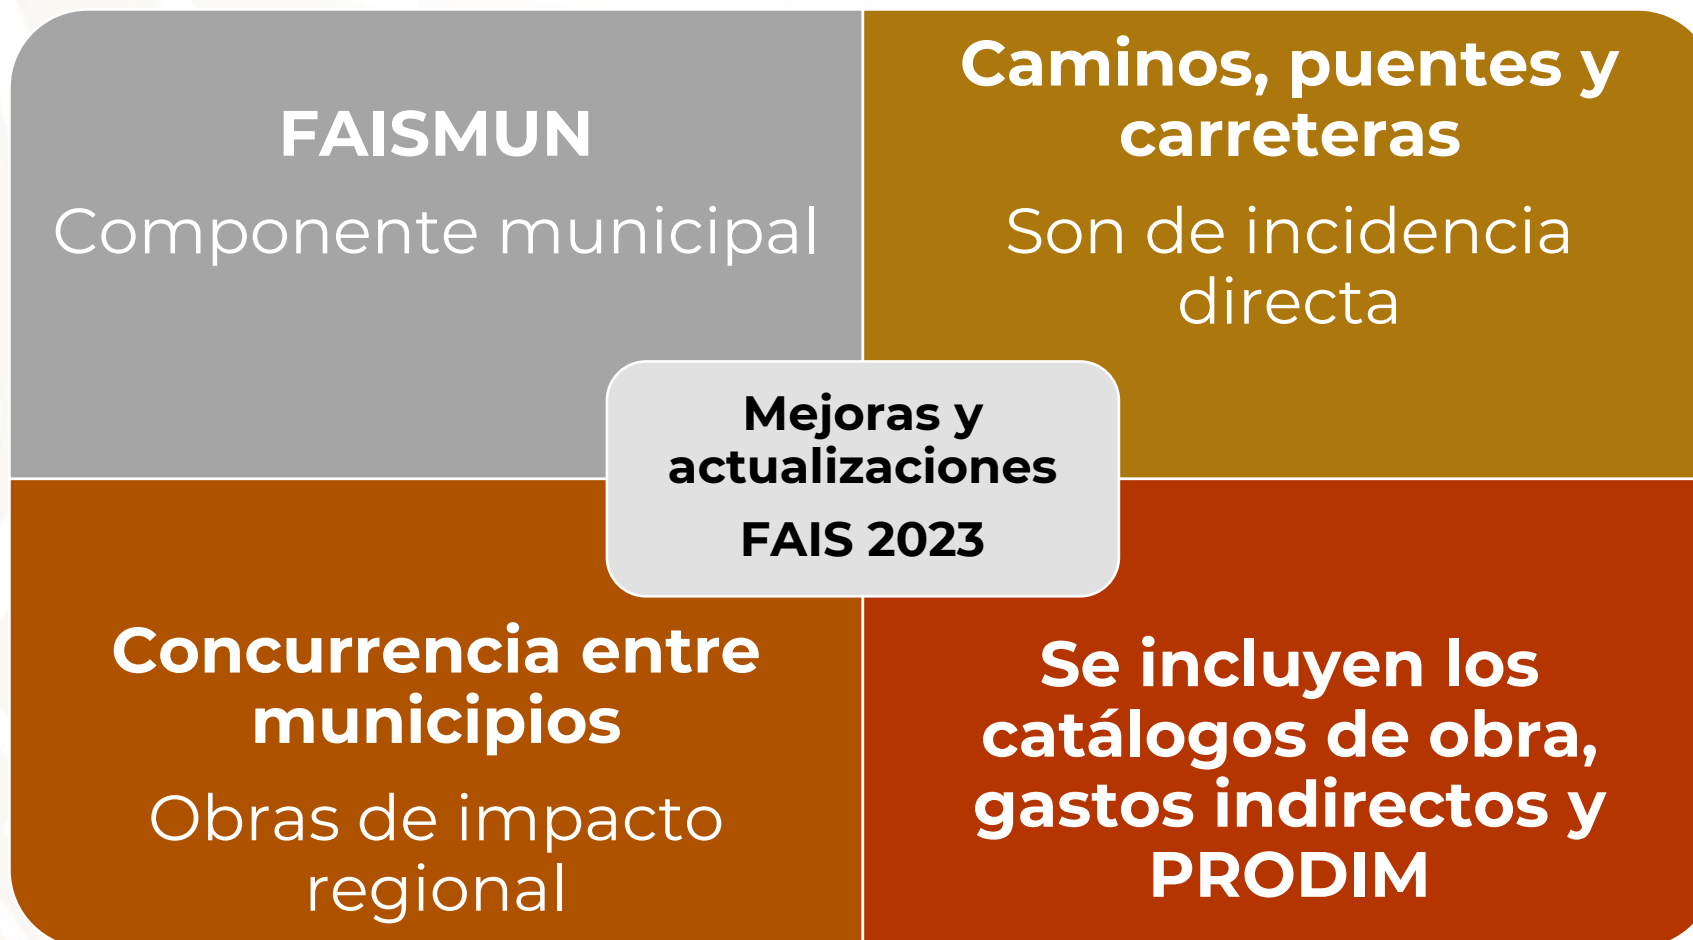 FAISMUN
Componente municipal
Caminos, puentes y
carreteras
Son de incidencia
directa
Mejoras y
actualizaciones
FAIS 2023
Concurrencia entre
municipios
Obras de impacto
regional
Se incluyen los
catálogos de obra,
gastos indirectos y
PRODIM